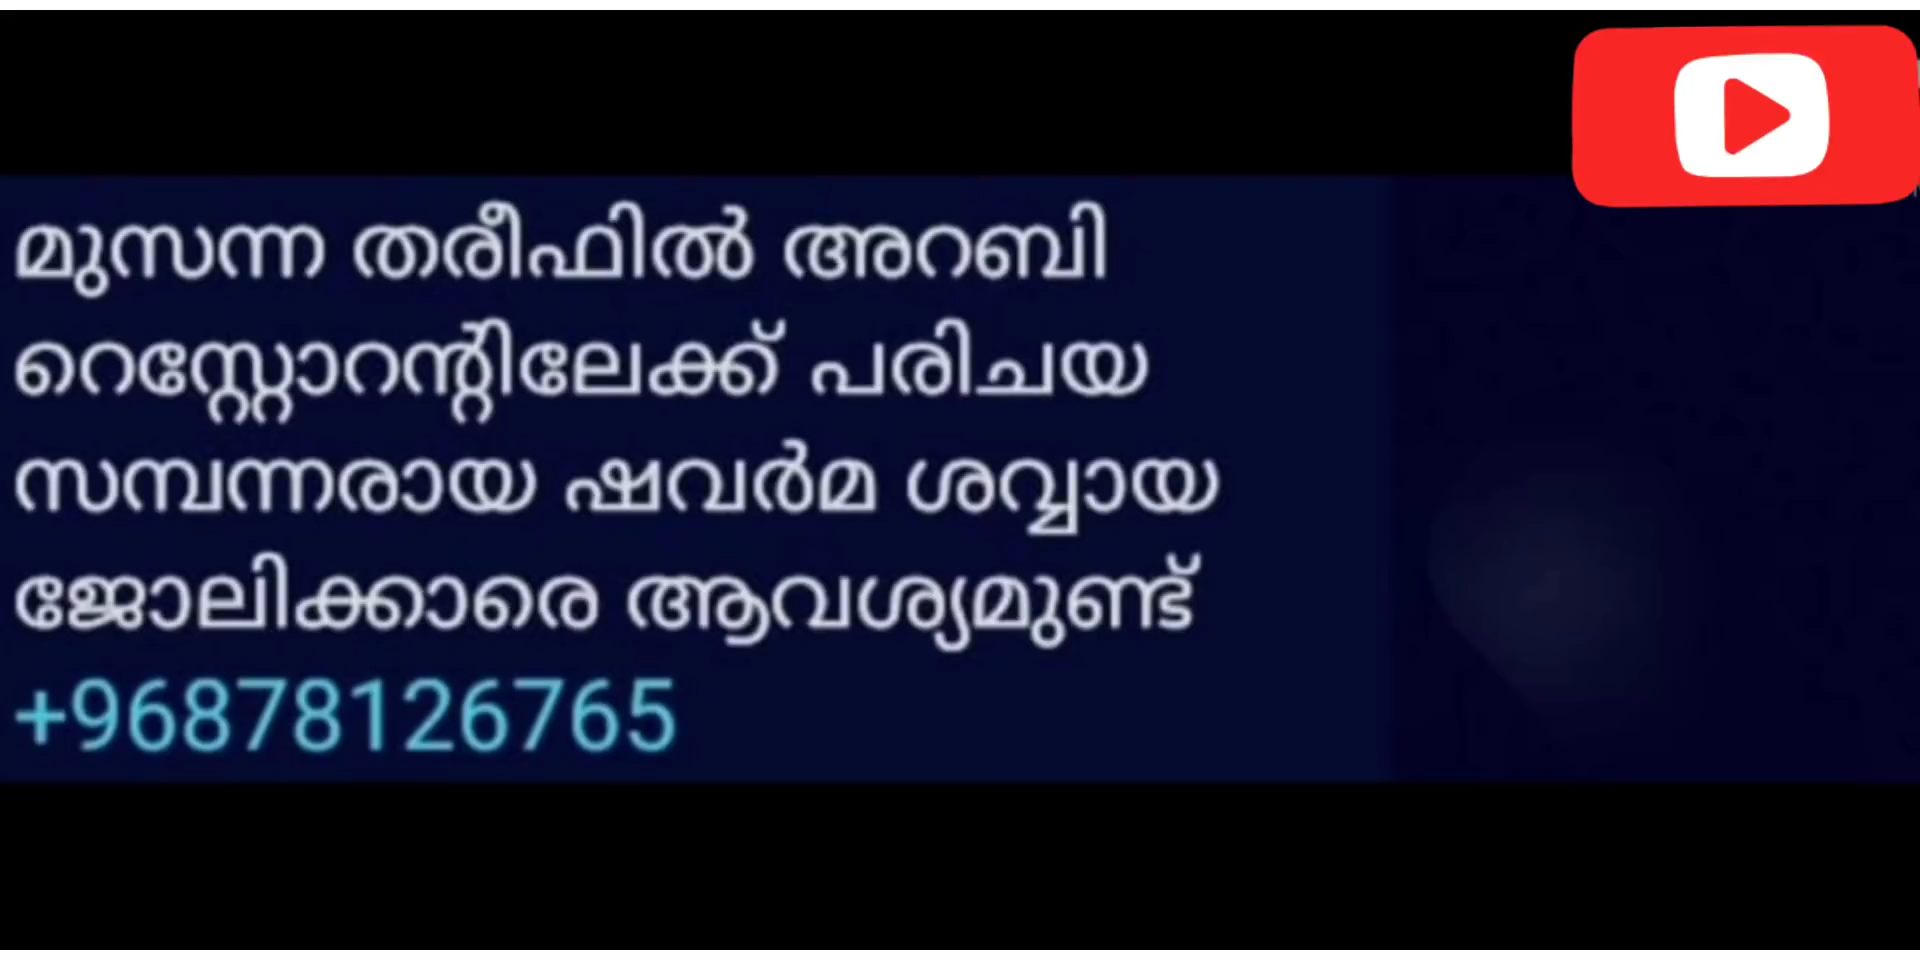 മുസന്ന തരീഫിൽ അറബി
റെസ്റ്റോറന്റിലേക്ക് പരിചയ
സമ്പന്നരായ ഷവർമ ശവ്വായ
ജോലിക്കാരെ ആവശ്യമുണ്ട്
+96878126765